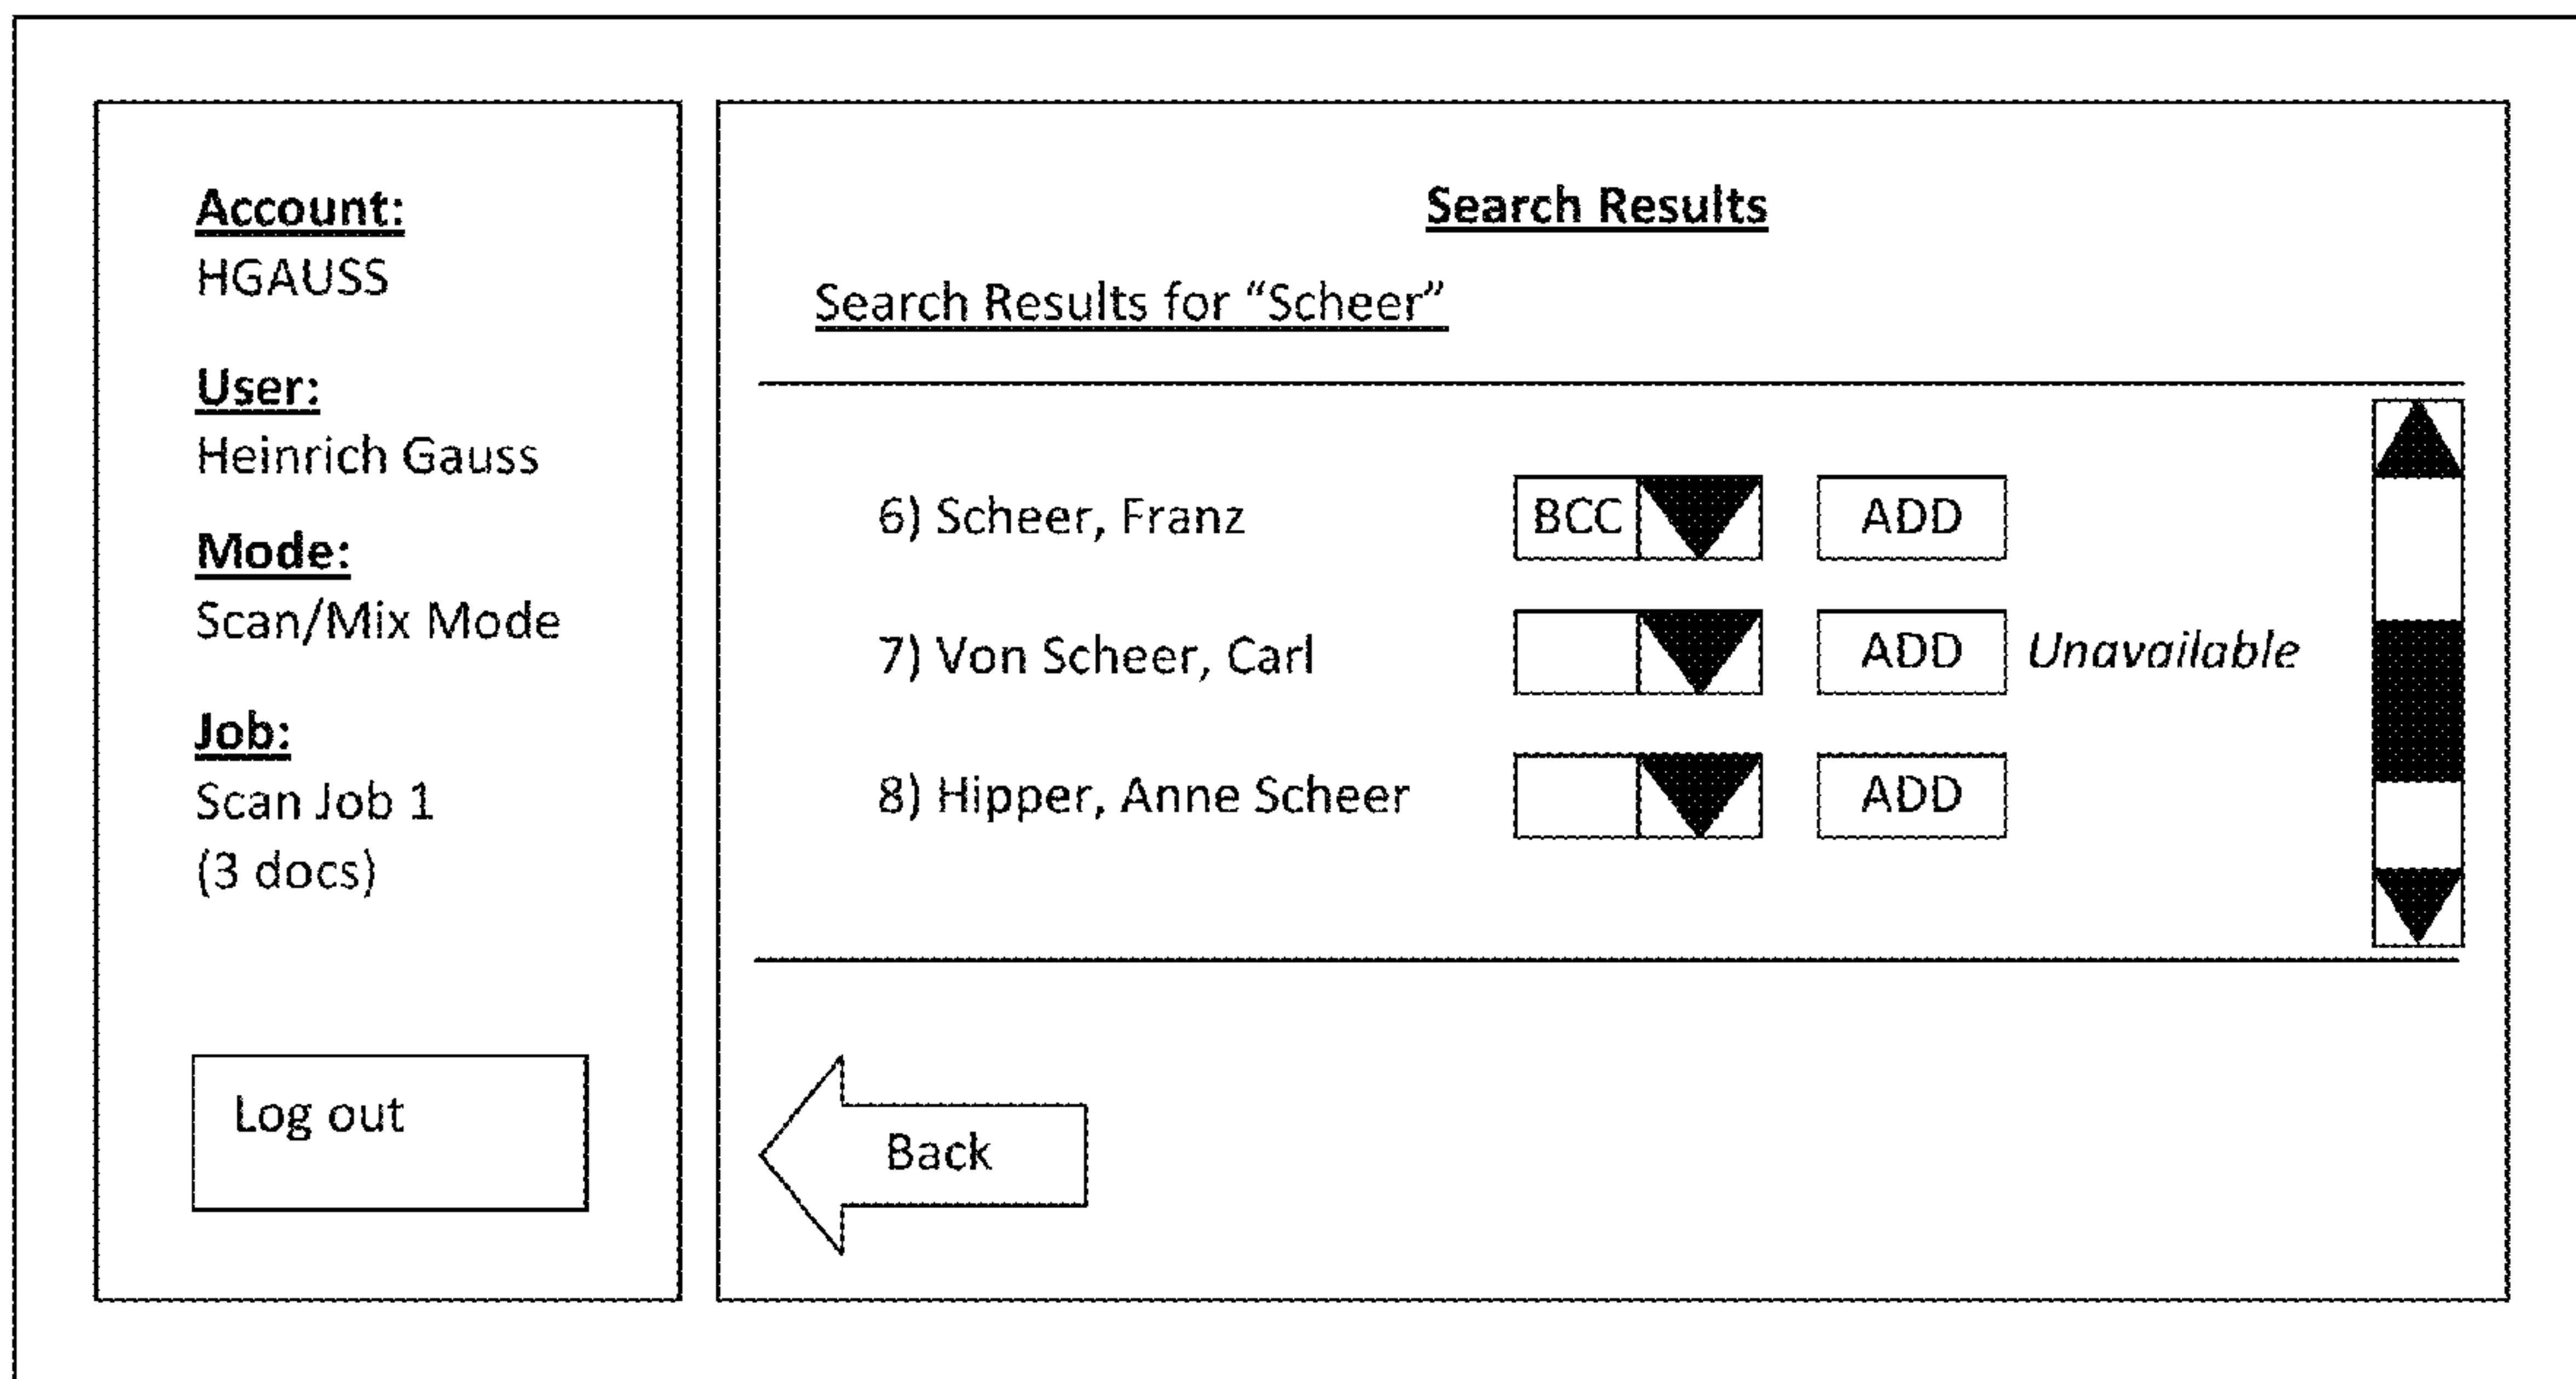 Account:
HGAUSS
User:
Heinrich Gauss
Mode:
Scan/Mix Mode
Job:
Scan Job 1
(3 docs)
Log out
Search Results
Search Results for “Scheer”
6) Scheer, Franz BCC ADD
7) Von Scheer, Carl ADD Unavailable
8) Hipper, Anne Scheer ADD
Back